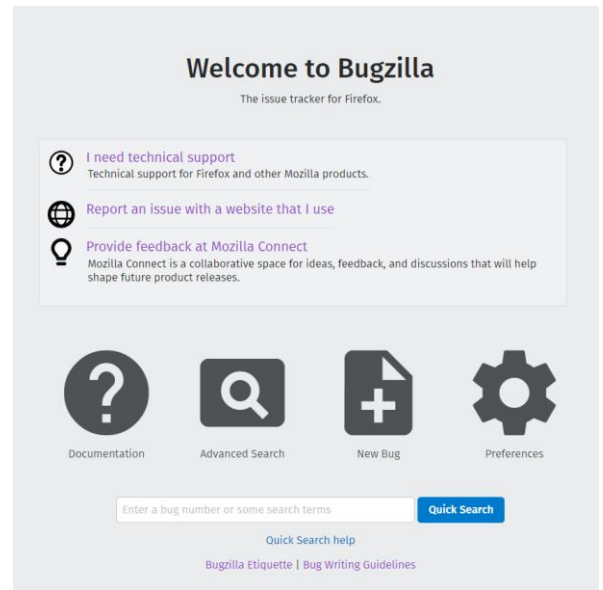 Welcome to Bugzilla
The issue tracker for Firefox.
I need technical support
Technical support for Firefox and other Mozilla products.
Report an issue with a website that I use
Provide feedback at Mozilla Connect
Mozilla Connect is a collaborative space for ideas, feedback, and discussions that will help
shape future product releases.
Documentation Advanced Search New Bug Preferences
Enter a bug number or some search terms Quick Search
Quick Search help
Bugzilla Etiquette | Bug Writing Guidelines